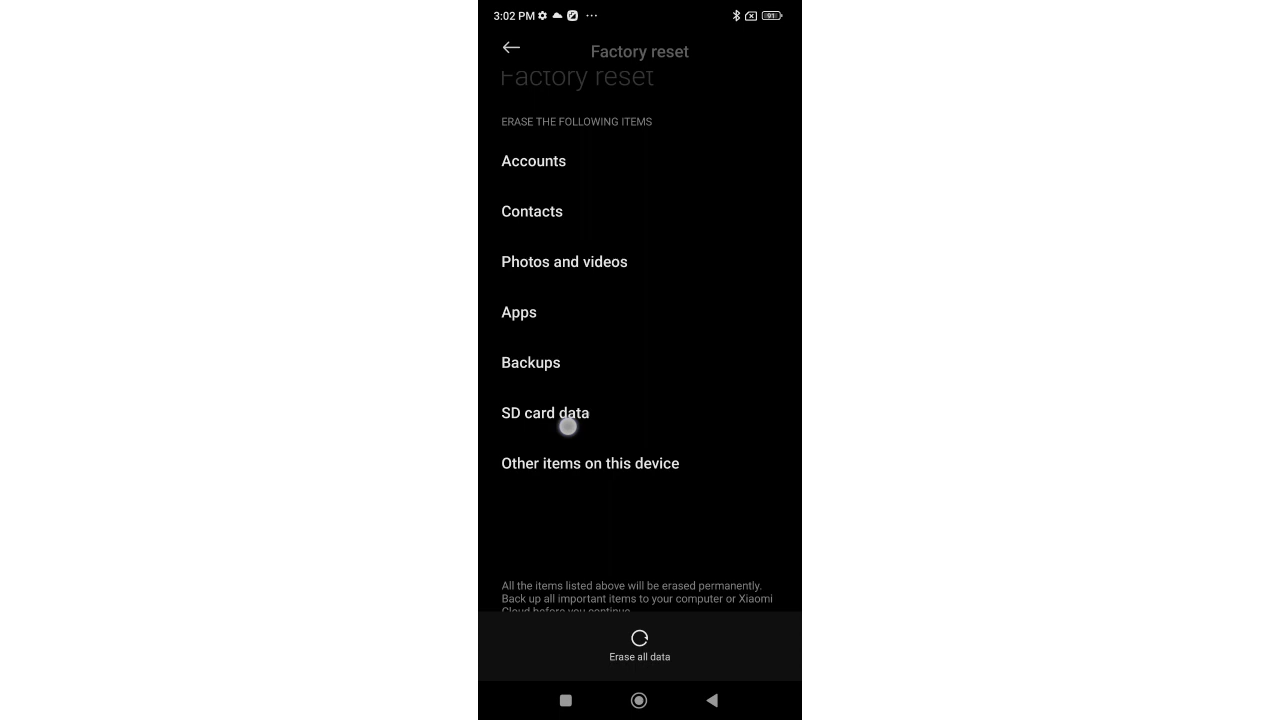 3:02 PM ... 91
Factory reset
Factory reset
ERASE THE FOLLOWING ITEMS
Accounts
Contacts
Photos and videos
Apps
Backups
SD card data
Other items on this device
All the items listed above will be erased permanently.
Back up all important items to your computer or Xiaomi
Cloud before you continue.
Erase all data